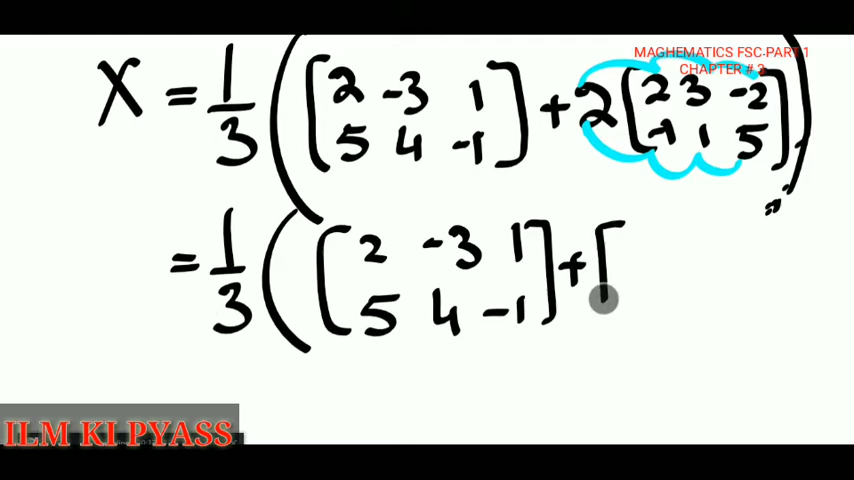 MAGHEMATICS FSC-PART 1
CHAPTER # 3
X = 1/3 ( [ 2 -3 1 ; 5 4 -1 ] + 2 [ 2 3 -2 ; -1 1 5 ] )
= 1/3 ( [ 2 -3 1 ; 5 4 -1 ] + [
ILM KI PYASS